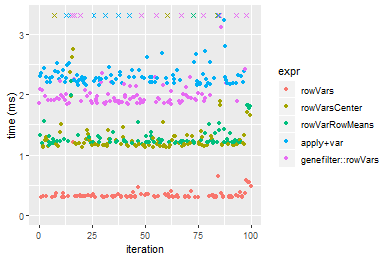 3
2
1
0
time (ms)
0
25
50
75
100
iteration
expr
rowVars
rowVarsCenter
rowVarRowMeans
apply+var
genefilter::rowVars